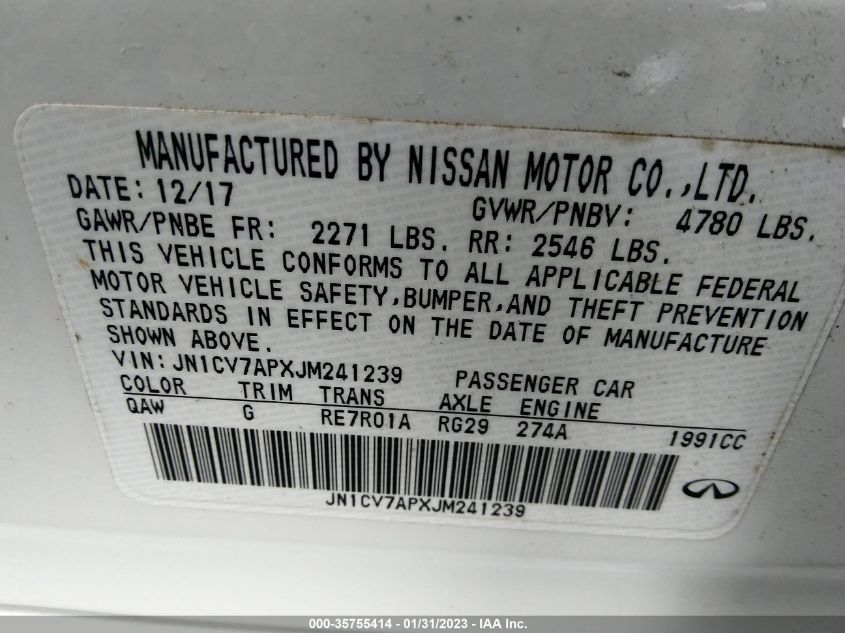 MANUFACTURED BY NISSAN MOTOR CO.,LTD.
DATE: 12/17 GVWR/PNBV: 4780 LBS.
GAWR/PNBE FR: 2271 LBS. RR: 2546 LBS.
THIS VEHICLE CONFORMS TO ALL APPLICABLE FEDERAL
MOTOR VEHICLE SAFETY,BUMPER,AND THEFT PREVENTION
STANDARDS IN EFFECT ON THE DATE OF MANUFACTURE
SHOWN ABOVE.
VIN: JN1CV7APXJM241239 PASSENGER CAR
COLOR TRIM TRANS AXLE ENGINE
QAW G RE7R01A RG29 274A 1991CC
JN1CV7APXJM241239
000-35755414 - 01/31/2023 - IAA Inc.